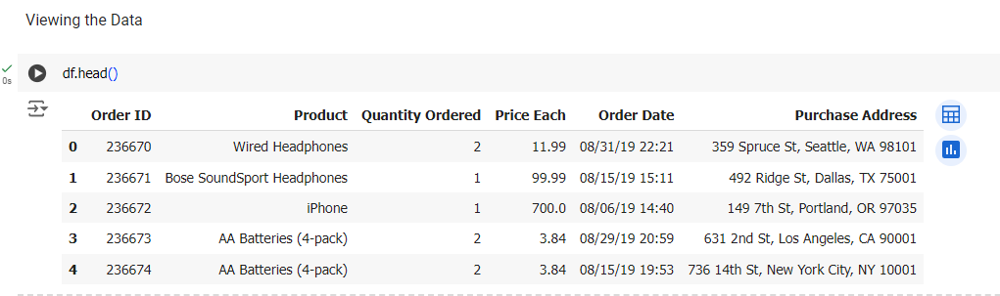 Viewing the Data
0s df.head()
Order ID Product Quantity Ordered Price Each Order Date Purchase Address
0 236670 Wired Headphones 2 11.99 08/31/19 22:21 359 Spruce St, Seattle, WA 98101
1 236671 Bose SoundSport Headphones 1 99.99 08/15/19 15:11 492 Ridge St, Dallas, TX 75001
2 236672 iPhone 1 700.0 08/06/19 14:40 149 7th St, Portland, OR 97035
3 236673 AA Batteries (4-pack) 2 3.84 08/29/19 20:59 631 2nd St, Los Angeles, CA 90001
4 236674 AA Batteries (4-pack) 2 3.84 08/15/19 19:53 736 14th St, New York City, NY 10001